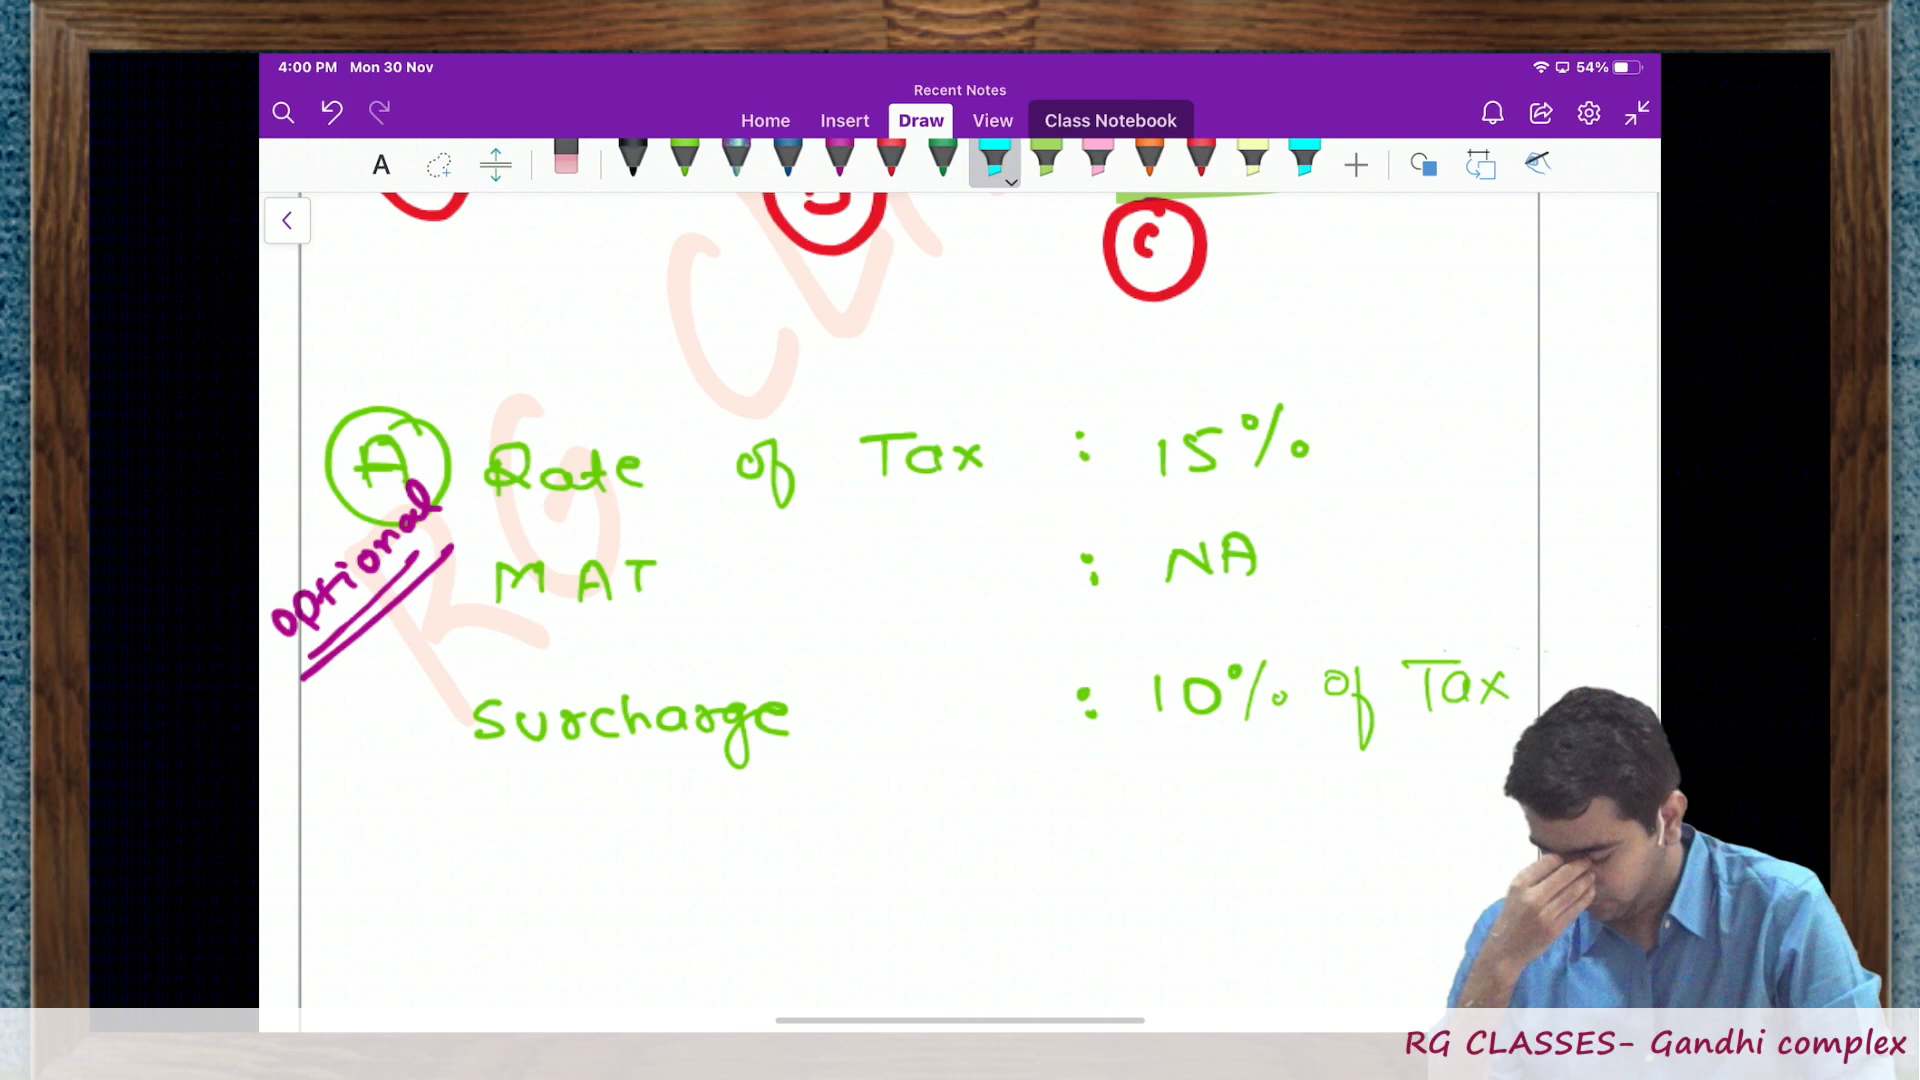 4:00 PM Mon 30 Nov
54%
Recent Notes
Home Insert Draw View Class Notebook
A
C
RG
A Rate of Tax : 15%
optional
MAT : NA
Surcharge : 10% of Tax
RG CLASSES- Gandhi complex